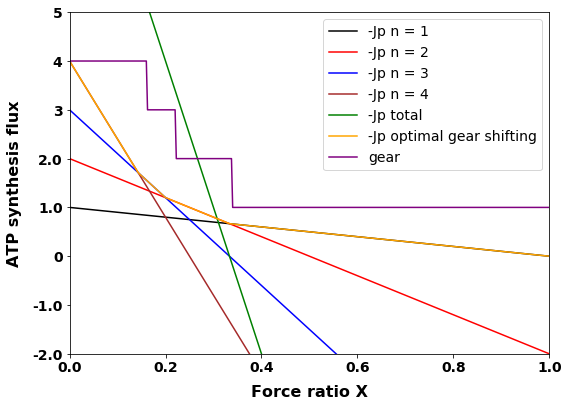 5
4
3
2.0
1.0
0
-1.0
-2.0
ATP synthesis flux
-Jp n = 1
-Jp n = 2
-Jp n = 3
-Jp n = 4
-Jp total
-Jp optimal gear shifting
gear
0.0 0.2 0.4 0.6 0.8 1.0
Force ratio X